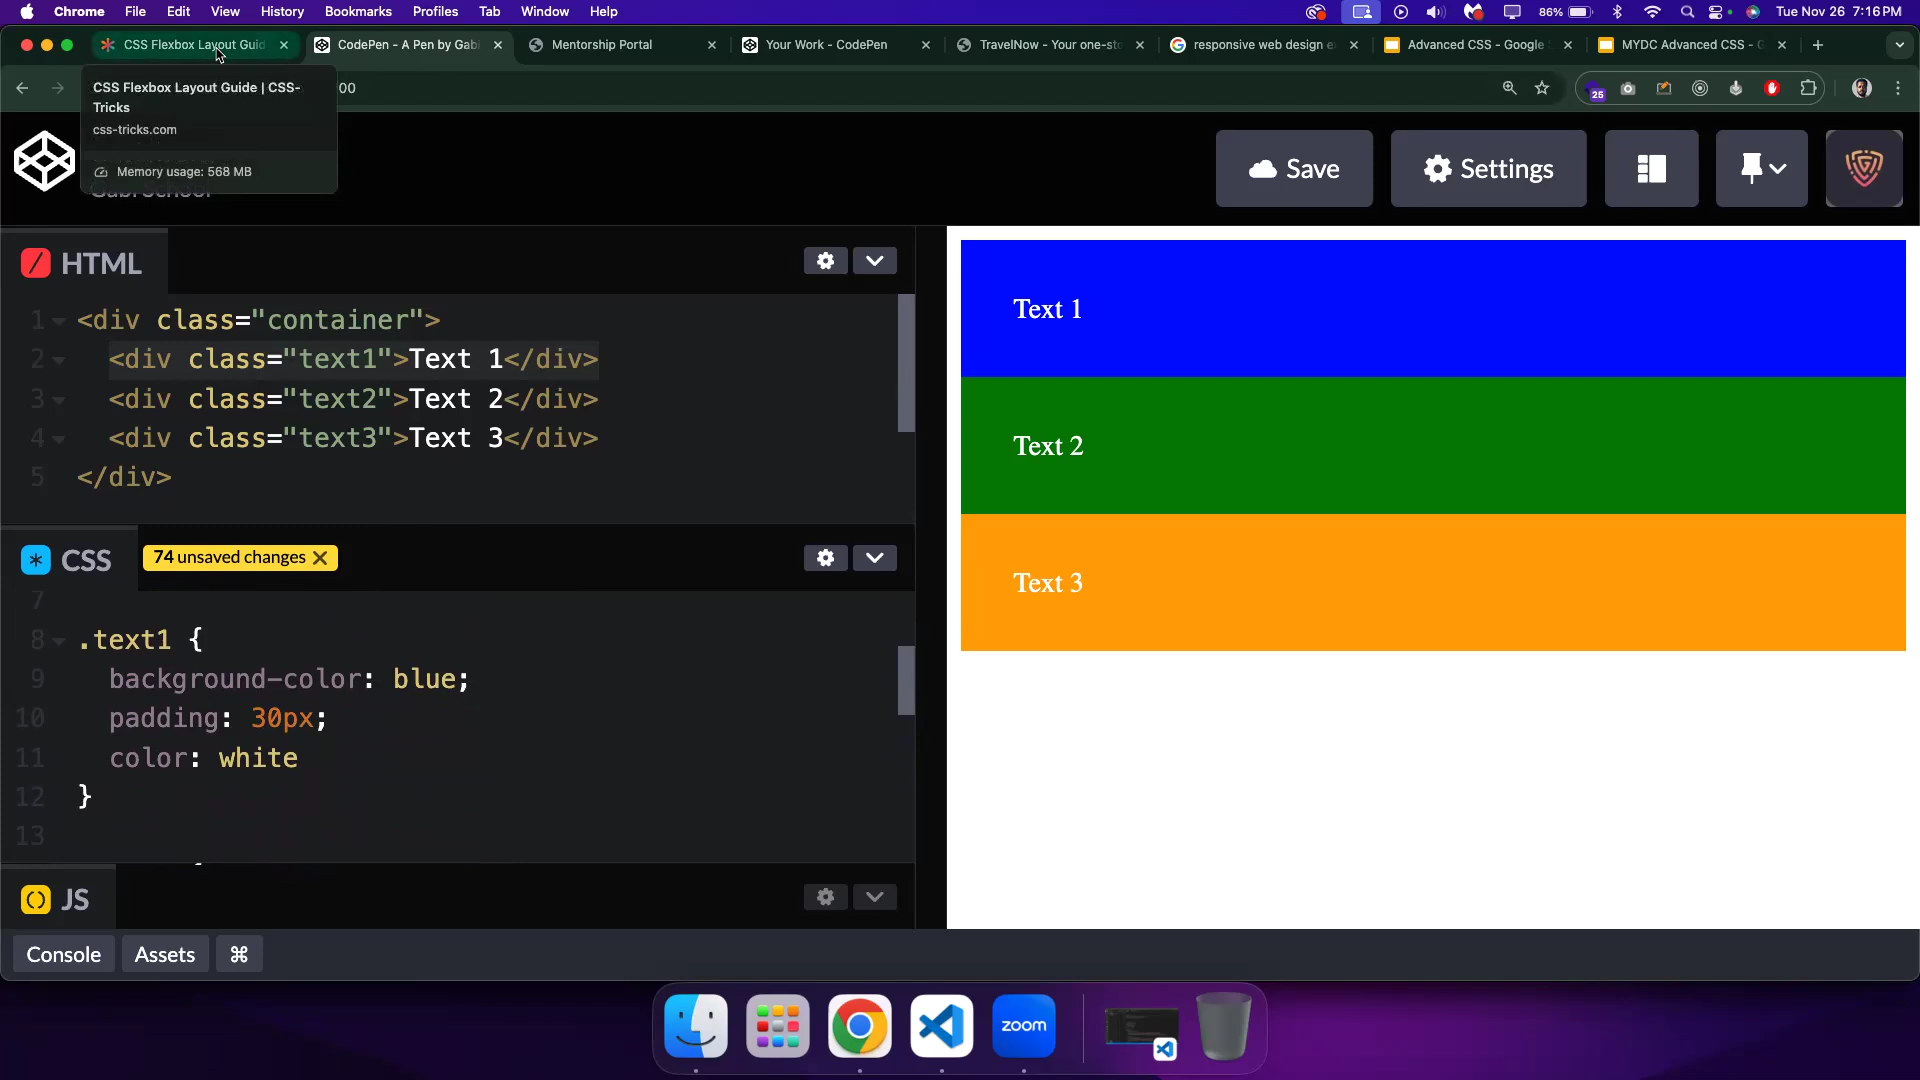 Chrome File Edit View History Bookmarks Profiles Tab Window Help 86% Tue Nov 26 7:16 PM
CSS Flexbox Layout Guid
CodePen - A Pen by Gabi
Mentorship Portal
Your Work - CodePen
TravelNow - Your one-sto
responsive web design e
Advanced CSS - Google
MYDC Advanced CSS - G
00
25
CSS Flexbox Layout Guide | CSS-
Tricks
css-tricks.com
Memory usage: 568 MB
Gabi School
Save
Settings
HTML
1 <div class="container">
2 <div class="text1">Text 1</div>
3 <div class="text2">Text 2</div>
4 <div class="text3">Text 3</div>
5 </div>
CSS
74 unsaved changes
7
8 .text1 {
9 background-color: blue;
10 padding: 30px;
11 color: white
12 }
13
JS
Text 1
Text 2
Text 3
Console
Assets
⌘
zoom